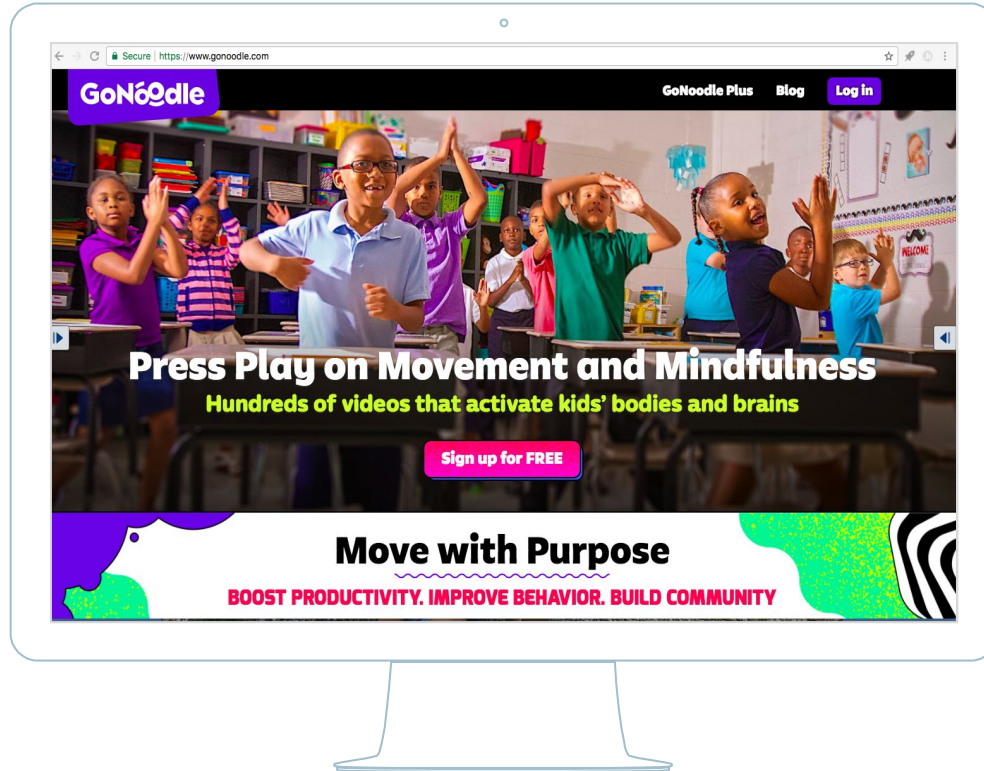 Secure | https://www.gonoodle.com
GoNoodle
GoNoodle Plus Blog Log in
WELCOME
Press Play on Movement and Mindfulness
Hundreds of videos that activate kids' bodies and brains
Sign up for FREE
Move with Purpose
BOOST PRODUCTIVITY. IMPROVE BEHAVIOR. BUILD COMMUNITY